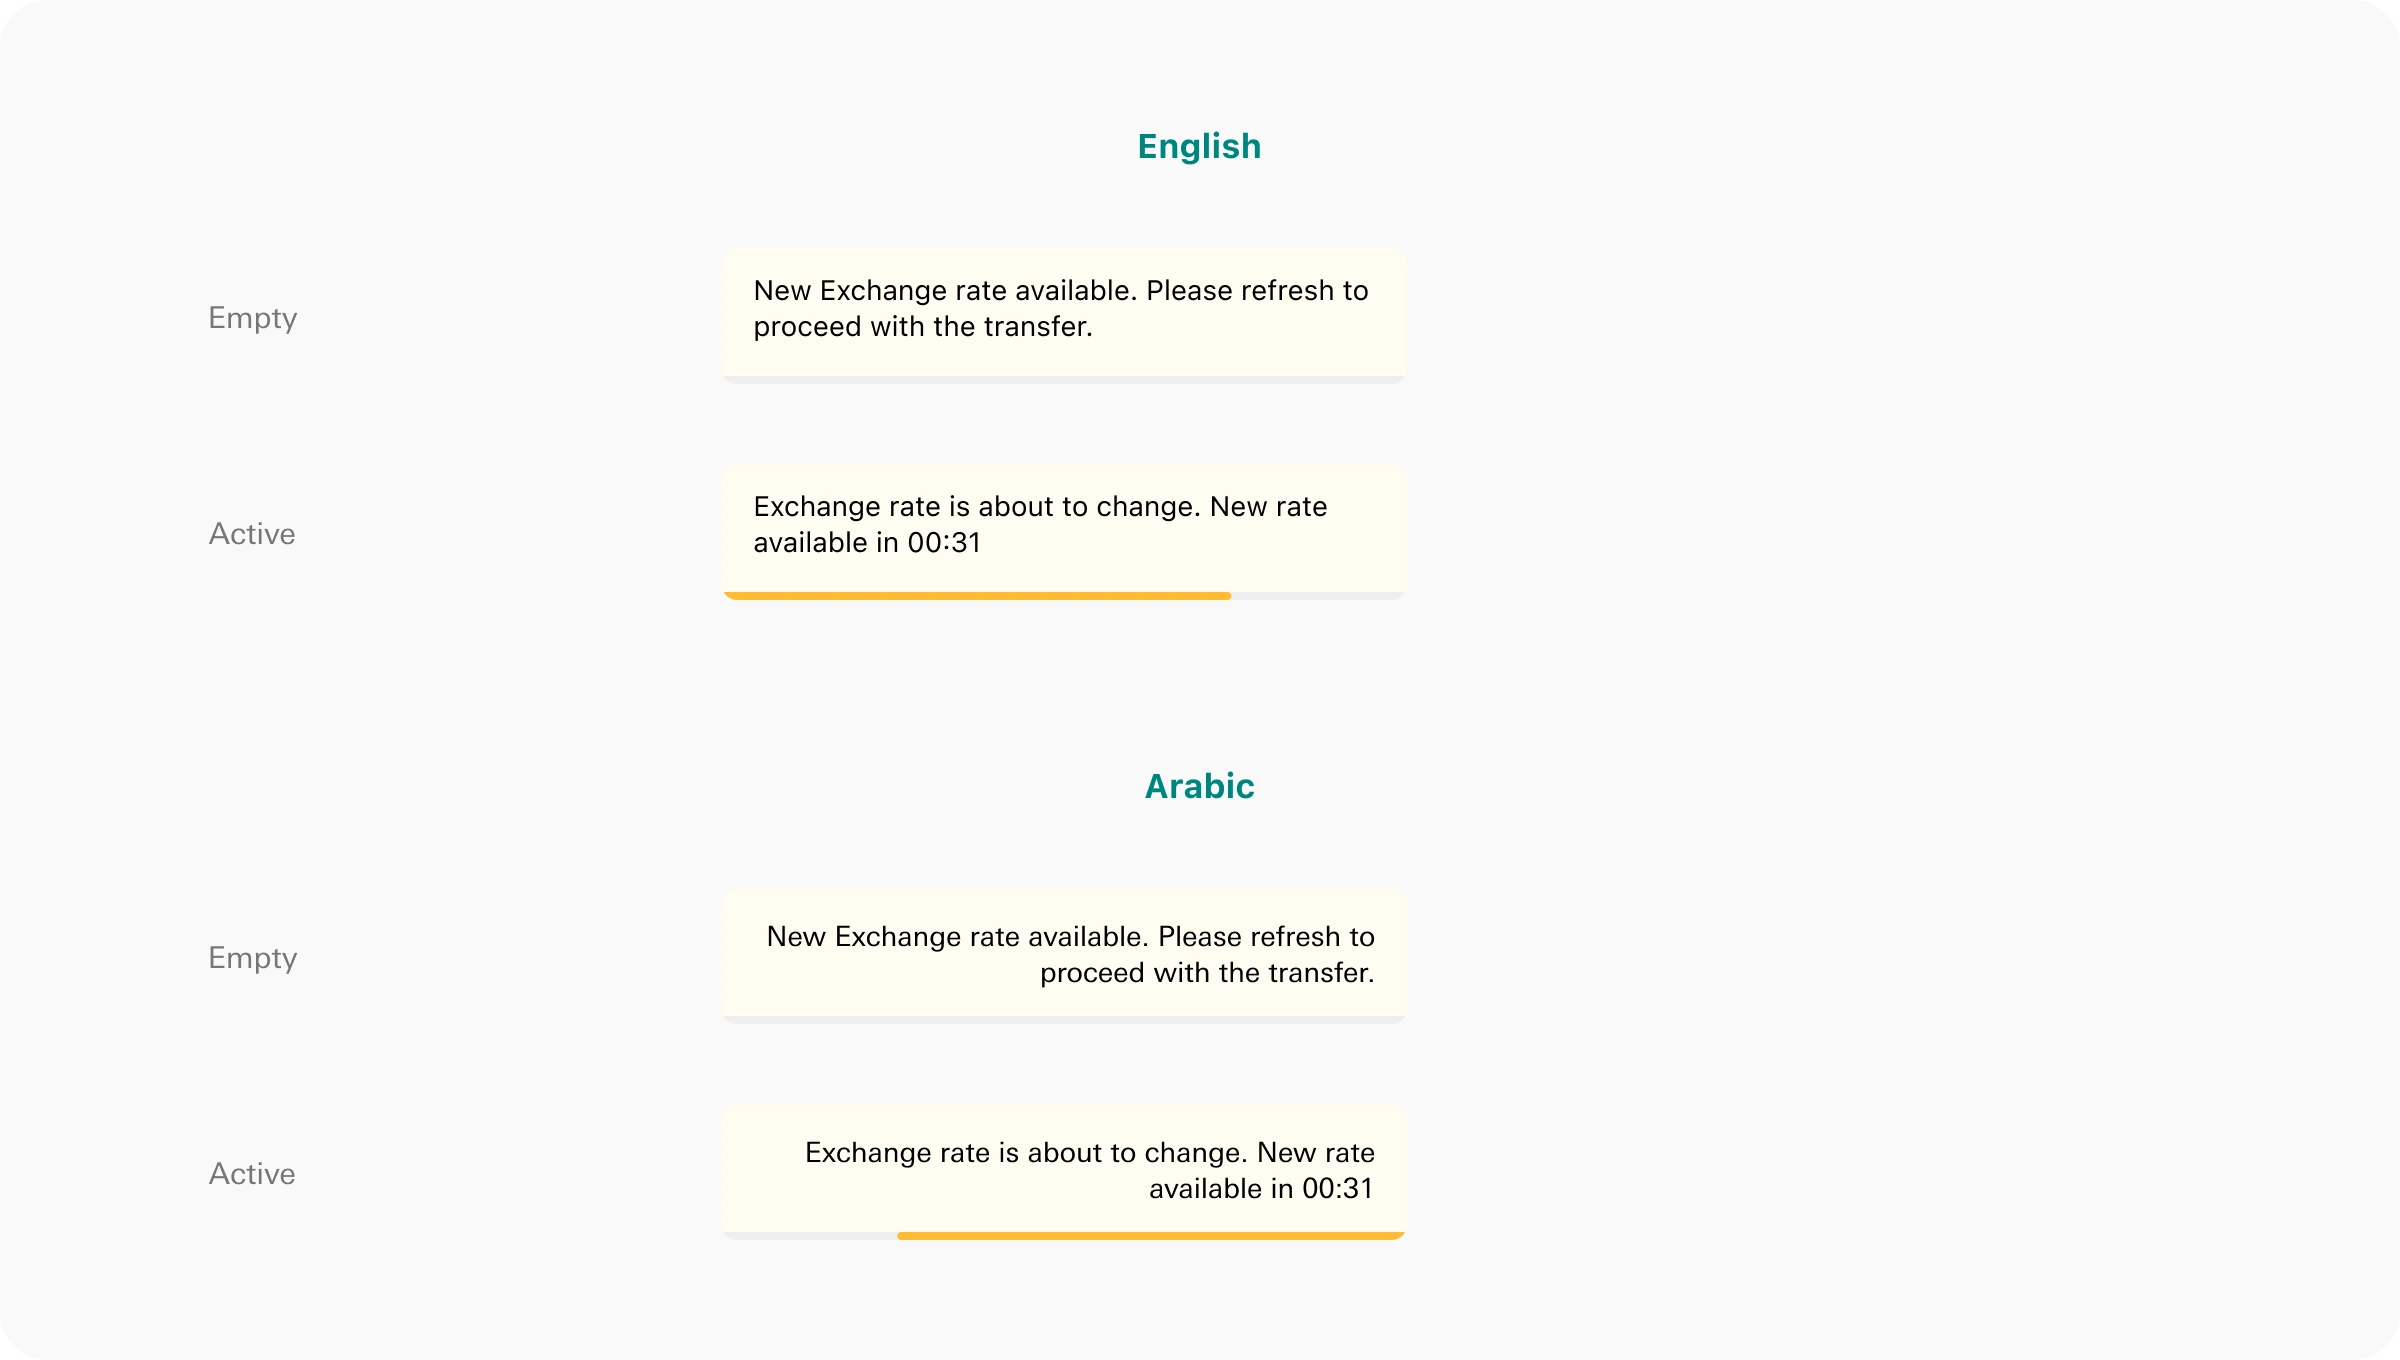 English
Empty
New Exchange rate available. Please refresh to
proceed with the transfer.
Active
Exchange rate is about to change. New rate
available in 00:31
Arabic
Empty
New Exchange rate available. Please refresh to
proceed with the transfer.
Active
Exchange rate is about to change. New rate
available in 00:31